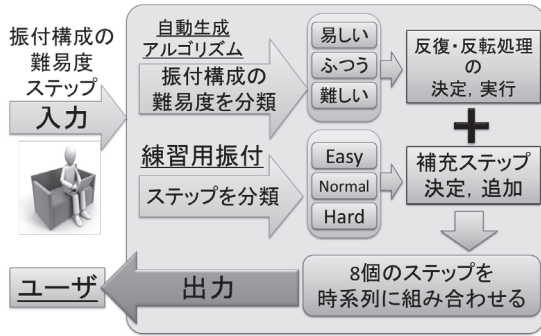 振付構成の
難易度
ステップ
入力
自動生成
アルゴリズム
振付構成の
難易度を分類
易しい
ふつう
難しい
反復・反転処理
の
決定, 実行
+
練習用振付
ステップを分類
Easy
Normal
Hard
補充ステップ
決定, 追加
8個のステップを
時系列に組み合わせる
出力
ユーザ